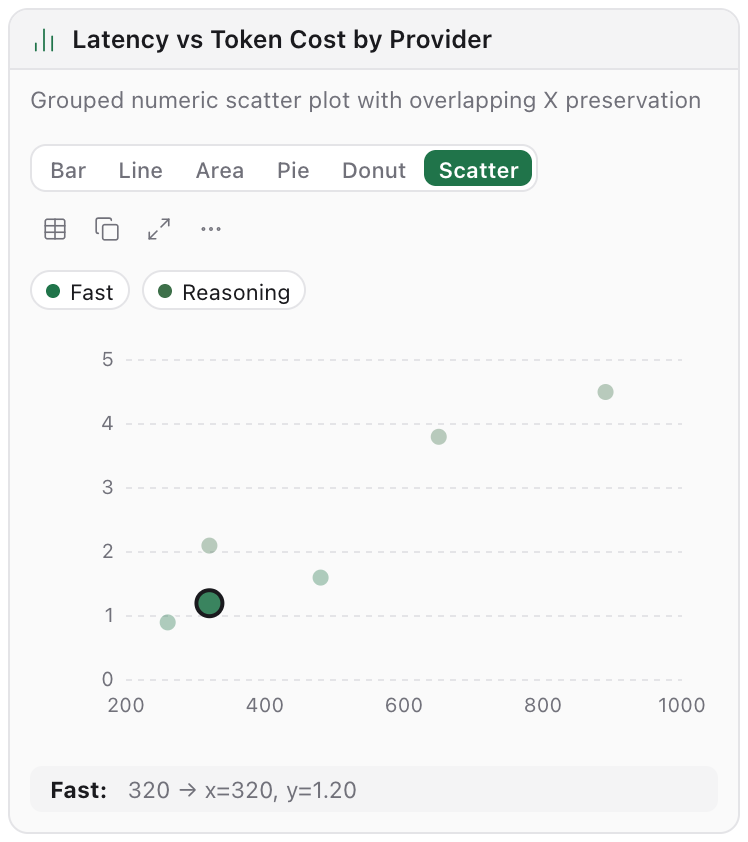 Latency vs Token Cost by Provider
Grouped numeric scatter plot with overlapping X preservation
Bar Line Area Pie Donut Scatter
Fast Reasoning
5
4
3
2
1
0
200 400 600 800 1000
Fast: 320 → x=320, y=1.20